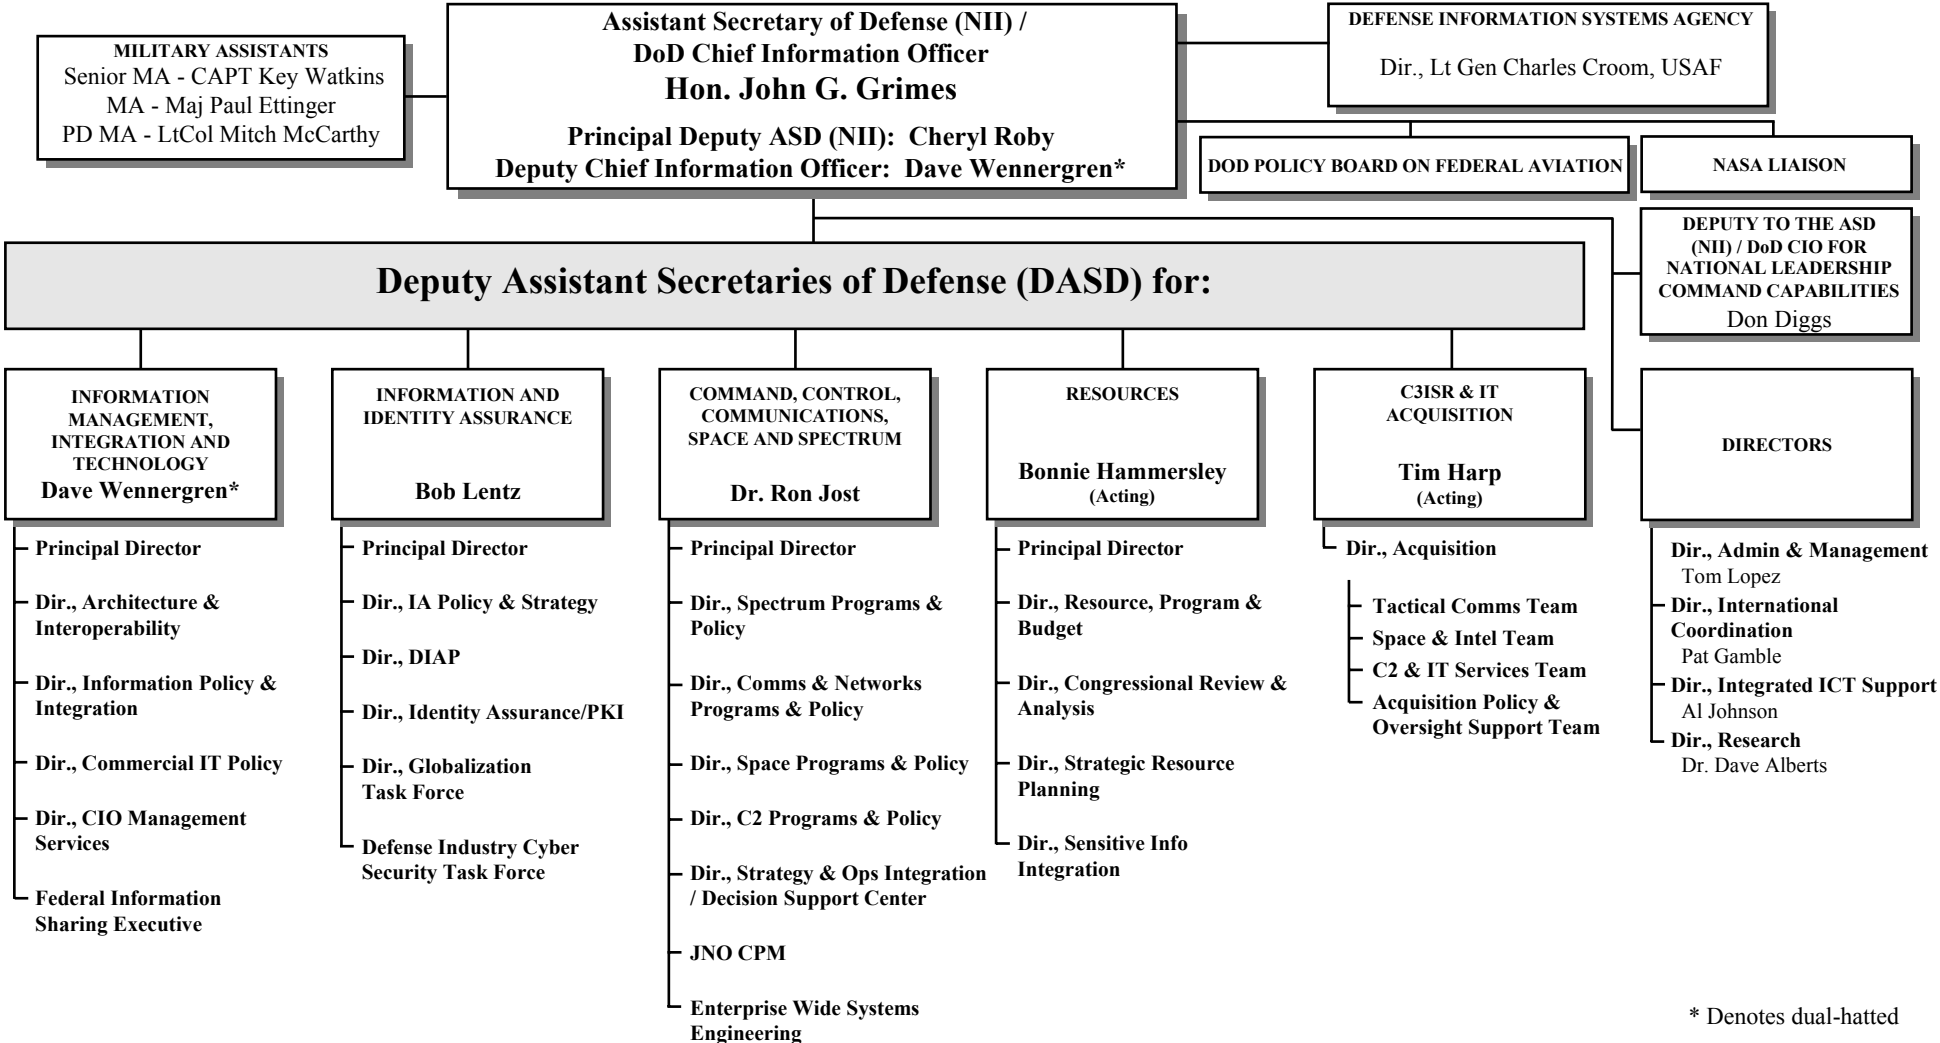 Assistant Secretary of Defense (NII) /
DoD Chief Information Officer
Hon. John G. Grimes
Principal Deputy ASD (NII): Cheryl Roby
Deputy Chief Information Officer: Dave Wennergren*
MILITARY ASSISTANTS
Senior MA - CAPT Key Watkins
MA - Maj Paul Ettinger
PD MA - LtCol Mitch McCarthy
DEFENSE INFORMATION SYSTEMS AGENCY
Dir., Lt Gen Charles Croom, USAF
DOD POLICY BOARD ON FEDERAL AVIATION
NASA LIAISON
DEPUTY TO THE ASD
(NII) / DoD CIO FOR
NATIONAL LEADERSHIP
COMMAND CAPABILITIES
Don Diggs
Deputy Assistant Secretaries of Defense (DASD) for:
INFORMATION
MANAGEMENT,
INTEGRATION AND
TECHNOLOGY
Dave Wennergren*
Principal Director
Dir., Architecture &
Interoperability
Dir., Information Policy &
Integration
Dir., Commercial IT Policy
Dir., CIO Management
Services
Federal Information
Sharing Executive
INFORMATION AND
IDENTITY ASSURANCE
Bob Lentz
Principal Director
Dir., IA Policy & Strategy
Dir., DIAP
Dir., Identity Assurance/PKI
Dir., Globalization
Task Force
Defense Industry Cyber
Security Task Force
COMMAND, CONTROL,
COMMUNICATIONS,
SPACE AND SPECTRUM
Dr. Ron Jost
Principal Director
Dir., Spectrum Programs &
Policy
Dir., Comms & Networks
Programs & Policy
Dir., Space Programs & Policy
Dir., C2 Programs & Policy
Dir., Strategy & Ops Integration
/ Decision Support Center
JNO CPM
Enterprise Wide Systems
Engineering
RESOURCES
Bonnie Hammersley
(Acting)
Principal Director
Dir., Resource, Program &
Budget
Dir., Congressional Review &
Analysis
Dir., Strategic Resource
Planning
Dir., Sensitive Info
Integration
C3ISR & IT
ACQUISITION
Tim Harp
(Acting)
Dir., Acquisition
Tactical Comms Team
Space & Intel Team
C2 & IT Services Team
Acquisition Policy &
Oversight Support Team
DIRECTORS
Dir., Admin & Management
Tom Lopez
Dir., International
Coordination
Pat Gamble
Dir., Integrated ICT Support
Al Johnson
Dir., Research
Dr. Dave Alberts
* Denotes dual-hatted